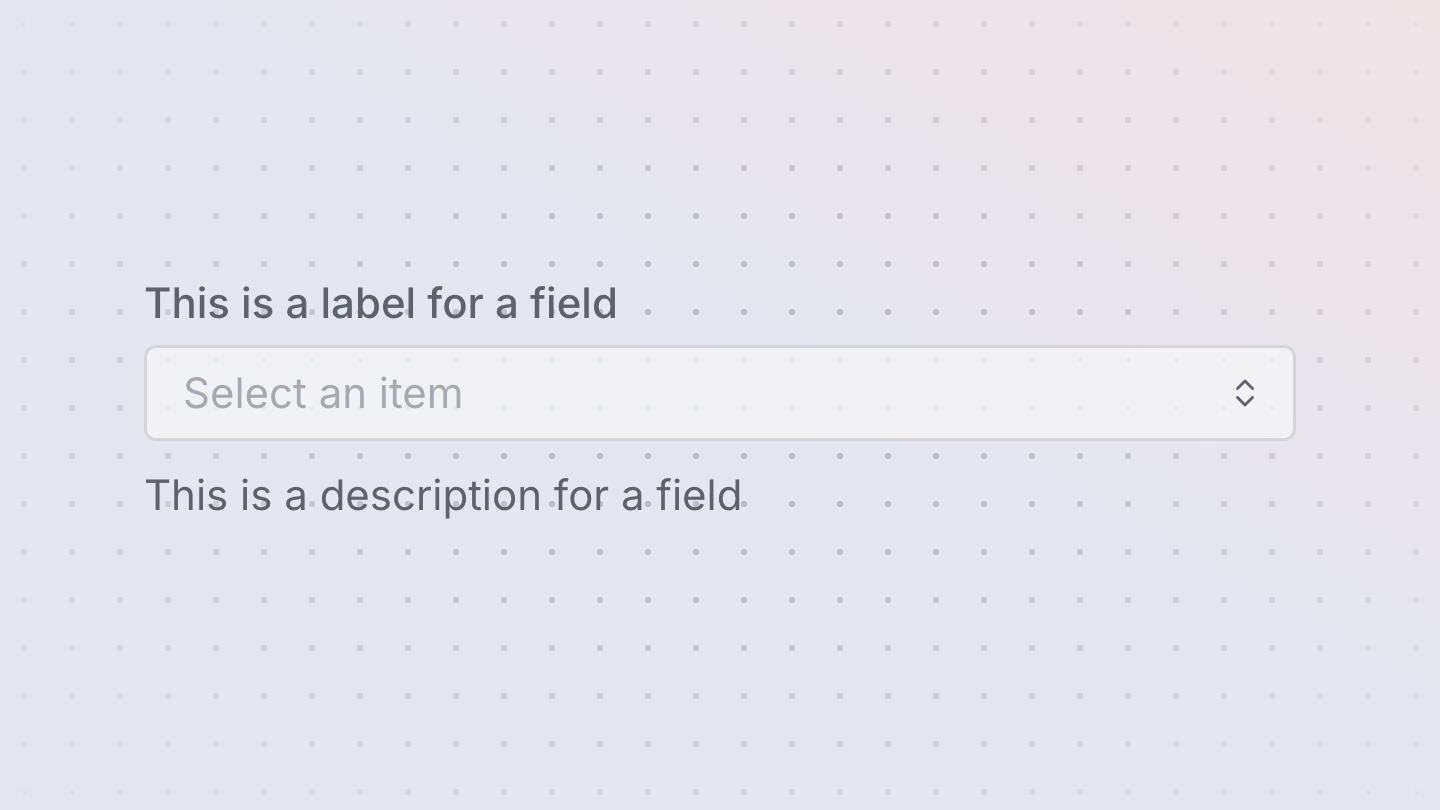 This is a label for a field
Select an item
This is a description for a field